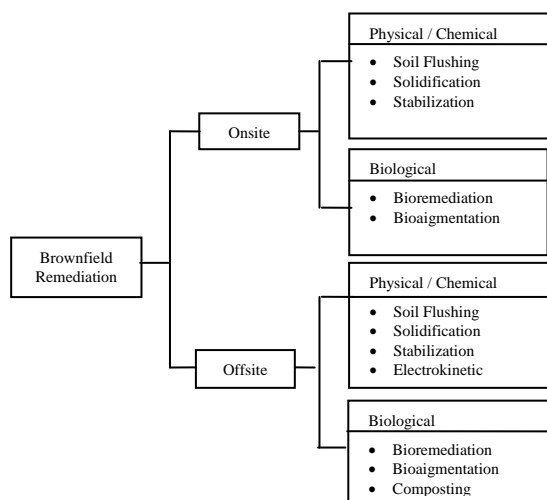 Brownfield
Remediation
Onsite
Physical / Chemical
• Soil Flushing
• Solidification
• Stabilization
Biological
• Bioremediation
• Bioaigmentation
Offsite
Physical / Chemical
• Soil Flushing
• Solidification
• Stabilization
• Electrokinetic
Biological
• Bioremediation
• Bioaigmentation
• Composting